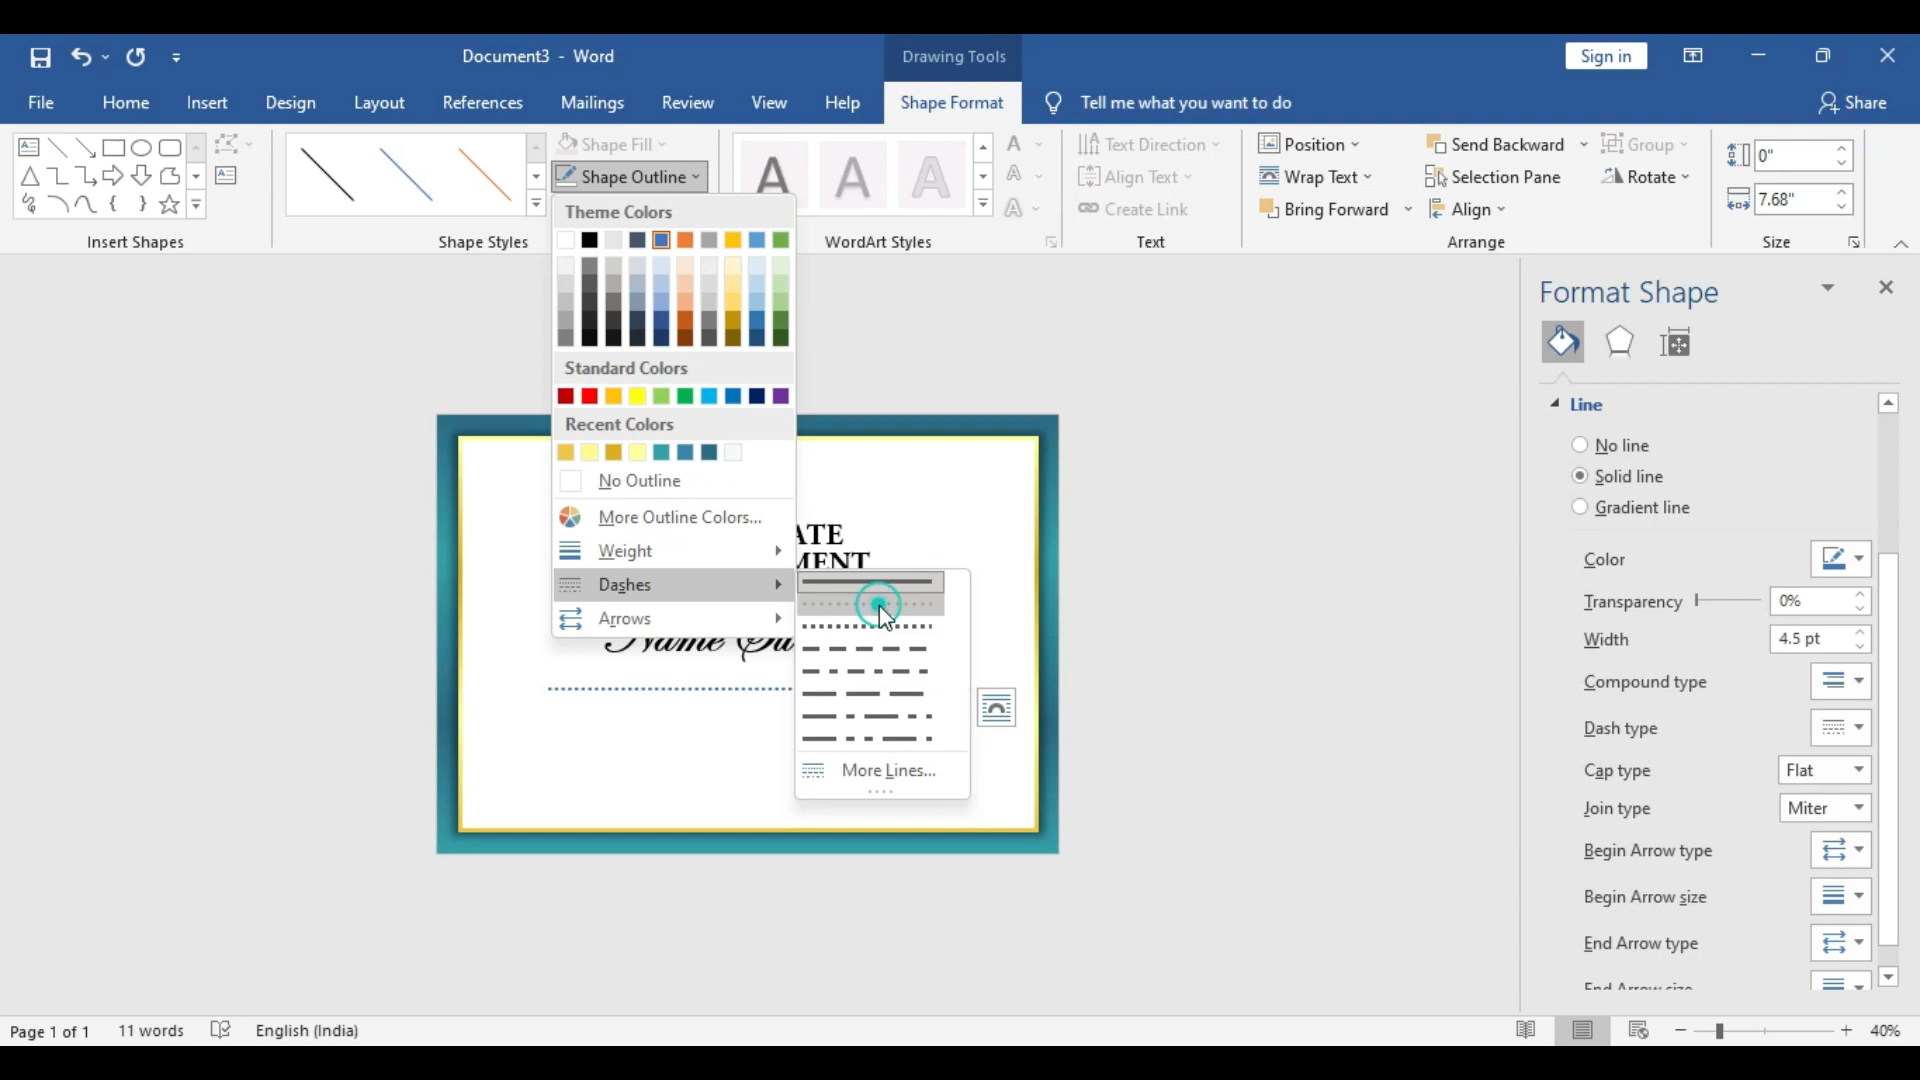 Document3 - Word
Drawing Tools
Sign in
File
Home
Insert
Design
Layout
References
Mailings
Review
View
Help
Shape Format
Tell me what you want to do
Share
Shape Fill
Shape Outline
A A A
A
A
A
Text Direction
Align Text
Create Link
Position
Wrap Text
Bring Forward
Send Backward
Selection Pane
Align
Group
Rotate
0"
7.68"
Insert Shapes
Shape Styles
WordArt Styles
Text
Arrange
Size
Theme Colors
Standard Colors
Recent Colors
No Outline
More Outline Colors...
Weight
Dashes
Arrows
More Lines...
ATE
MENT
Name
Format Shape
Line
No line
Solid line
Gradient line
Color
Transparency
0%
Width
4.5 pt
Compound type
Dash type
Cap type
Flat
Join type
Miter
Begin Arrow type
Begin Arrow size
End Arrow type
End Arrow size
Page 1 of 1
11 words
English (India)
40%